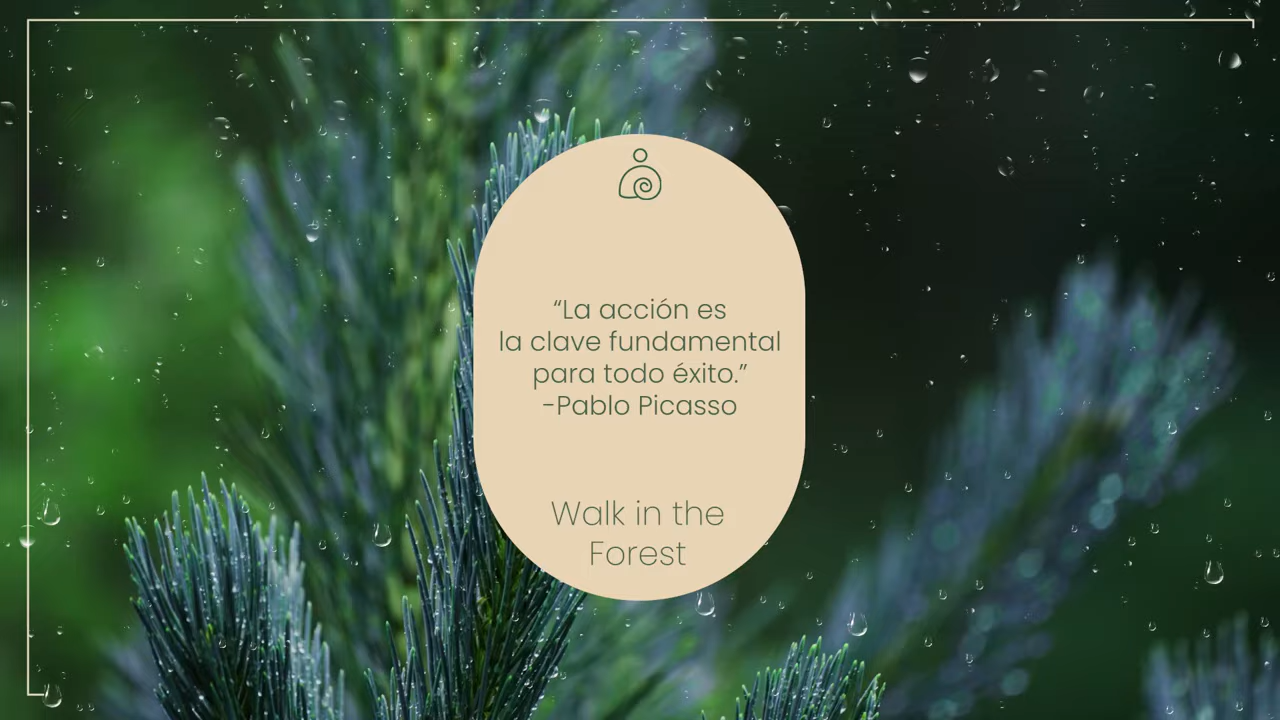 “La acción es
la clave fundamental
para todo éxito.”
-Pablo Picasso
Walk in the
Forest